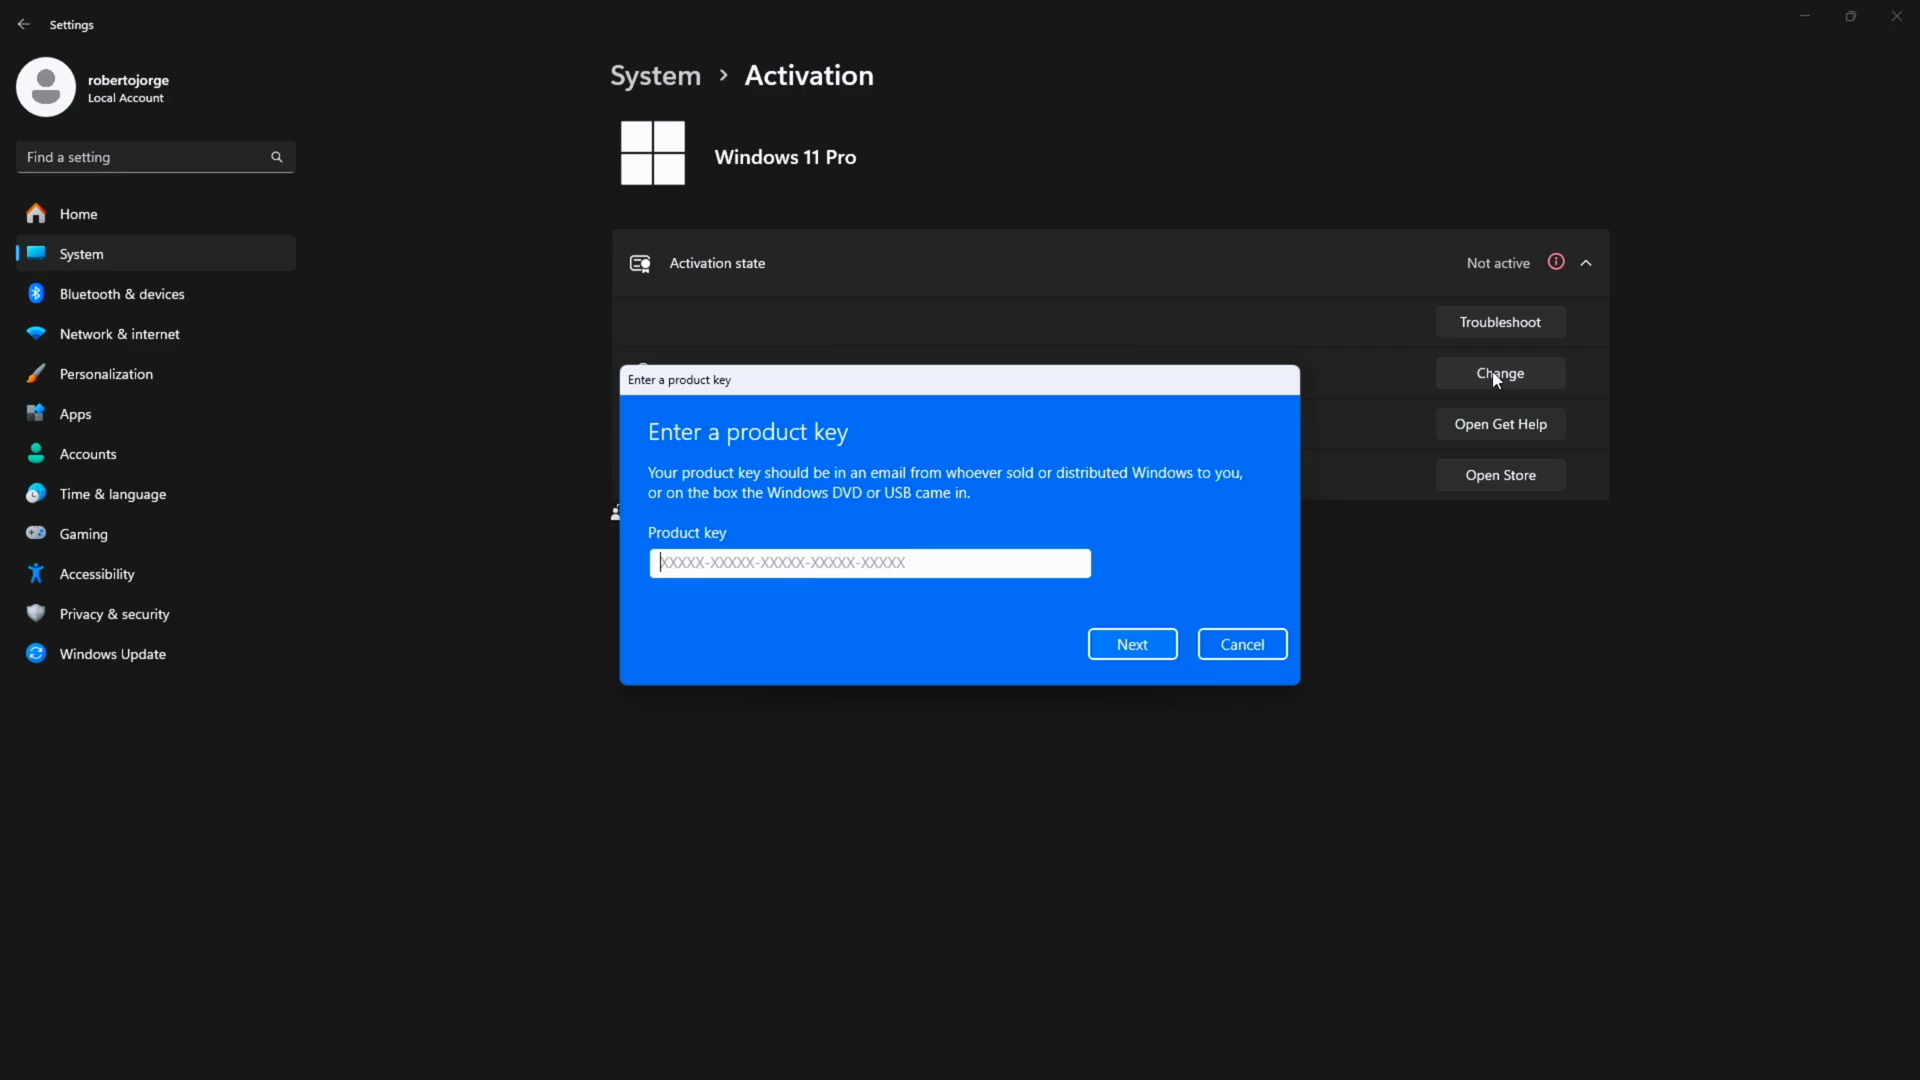 Settings
robertojorge
Local Account
Find a setting
Home
System
Bluetooth & devices
Network & internet
Personalization
Apps
Accounts
Time & language
Gaming
Accessibility
Privacy & security
Windows Update
System > Activation
Windows 11 Pro
Activation state
Not active
Troubleshoot
Change
Open Get Help
Open Store
Enter a product key
Enter a product key
Your product key should be in an email from whoever sold or distributed Windows to you,
or on the box the Windows DVD or USB came in.
Product key
XXXXX-XXXXX-XXXXX-XXXXX-XXXXX
Next
Cancel